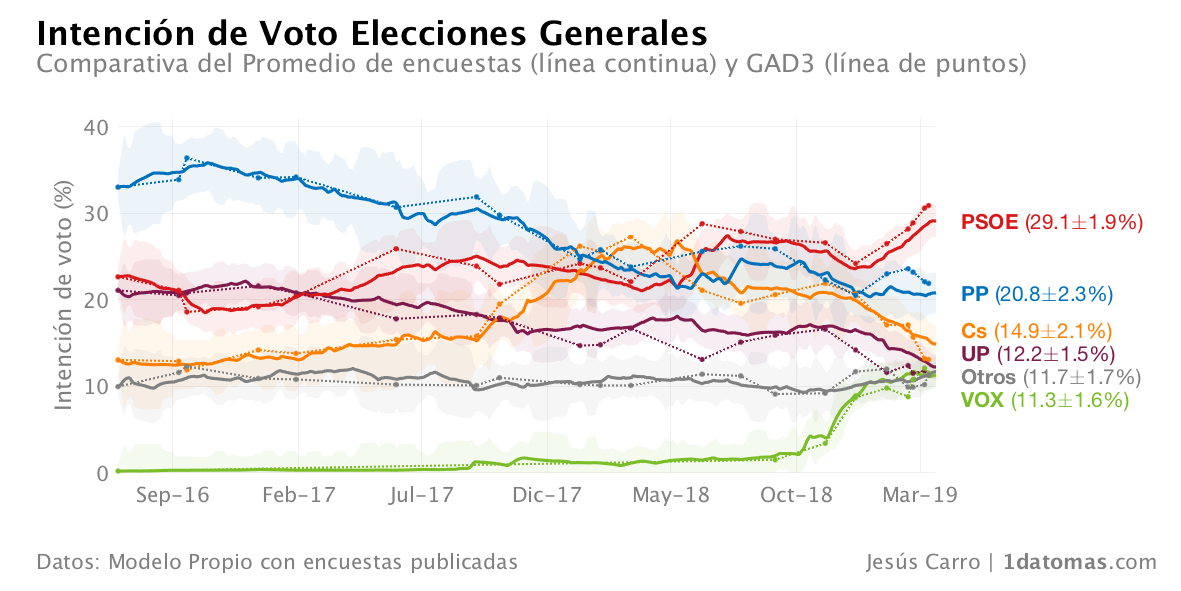 Intención de Voto Elecciones Generales
Comparativa del Promedio de encuestas (línea continua) y GAD3 (línea de puntos)
Intención de voto (%)
40
30
20
10
0
Sep-16 Feb-17 Jul-17 Dic-17 May-18 Oct-18 Mar-19
PSOE (29.1±1.9%)
PP (20.8±2.3%)
Cs (14.9±2.1%)
UP (12.2±1.5%)
Otros (11.7±1.7%)
VOX (11.3±1.6%)
Datos: Modelo Propio con encuestas publicadas
Jesús Carro | 1datomas.com